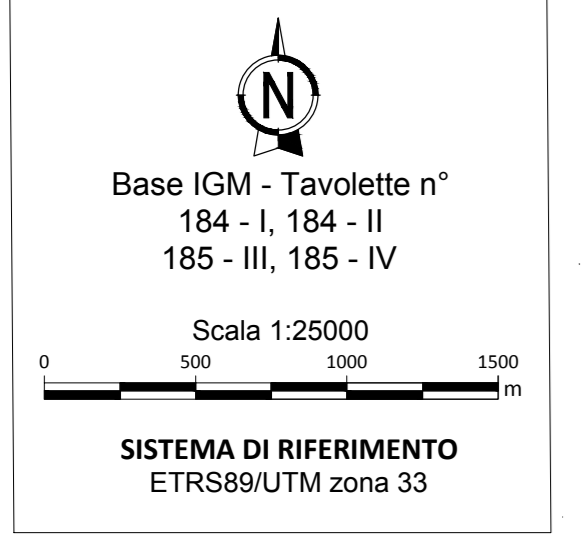 N
Base IGM - Tavolette n°
184 - I, 184 - II
185 - III, 185 - IV
Scala 1:25000
0 500 1000 1500
m
SISTEMA DI RIFERIMENTO
ETRS89/UTM zona 33